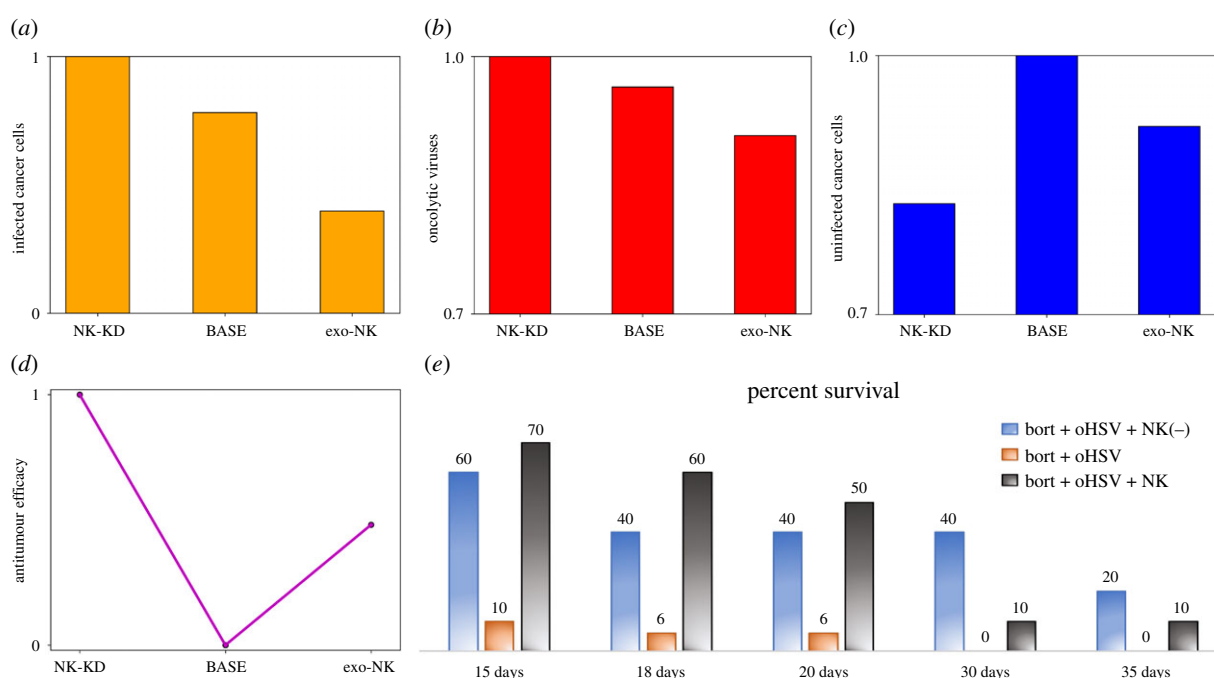 (a)
1
infected cancer cells
0
NK-KD BASE exo-NK
(b)
1.0
oncolytic viruses
0.7
NK-KD BASE exo-NK
(c)
1.0
uninfected cancer cells
0.7
NK-KD BASE exo-NK
(d)
1
antitumour efficacy
0
NK-KD BASE exo-NK
(e)
percent survival
bort + oHSV + NK(–)
bort + oHSV
bort + oHSV + NK
60 10 70
40 6 60
40 6 50
40 0 10
20 0 10
15 days 18 days 20 days 30 days 35 days